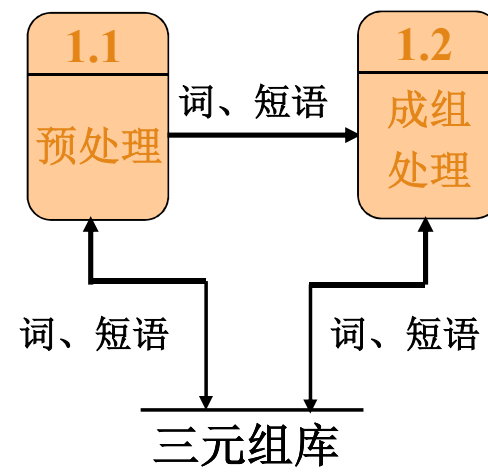 1.1
预处理
词、短语
1.2
成组
处理
词、短语
词、短语
三元组库